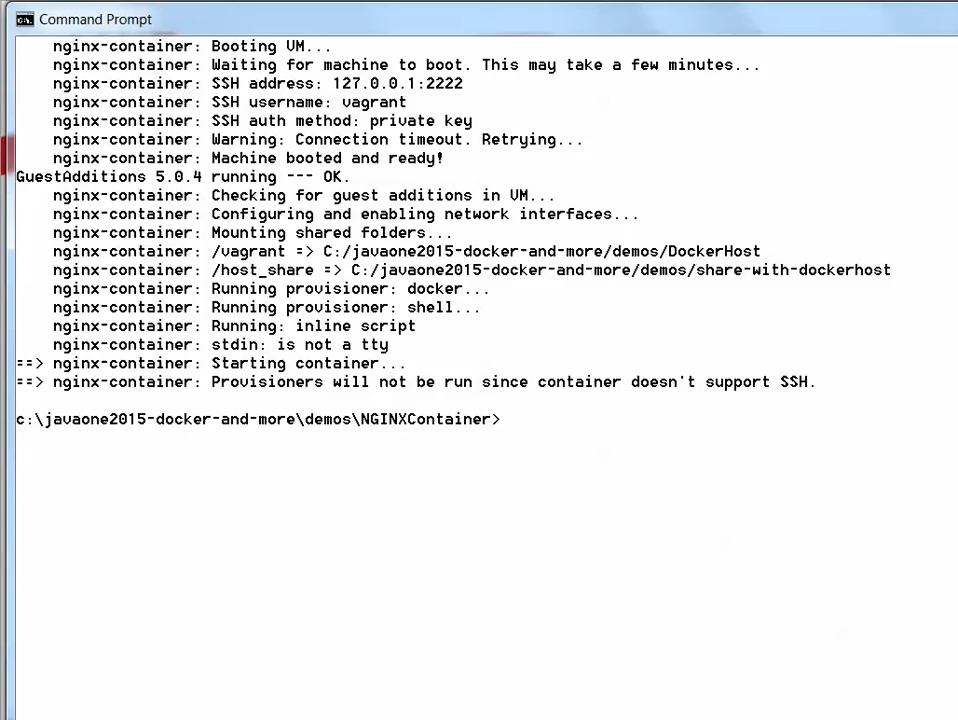 Command Prompt
nginx-container: Booting VM...
nginx-container: Waiting for machine to boot. This may take a few minutes...
nginx-container: SSH address: 127.0.0.1:2222
nginx-container: SSH username: vagrant
nginx-container: SSH auth method: private key
nginx-container: Warning: Connection timeout. Retrying...
nginx-container: Machine booted and ready!
GuestAdditions 5.0.4 running --- OK.
nginx-container: Checking for guest additions in VM...
nginx-container: Configuring and enabling network interfaces...
nginx-container: Mounting shared folders...
nginx-container: /vagrant => C:/javaone2015-docker-and-more/demos/DockerHost
nginx-container: /host_share => C:/javaone2015-docker-and-more/demos/share-with-dockerhost
nginx-container: Running provisioner: docker...
nginx-container: Running provisioner: shell...
nginx-container: Running: inline script
nginx-container: stdin: is not a tty
==> nginx-container: Starting container...
==> nginx-container: Provisioners will not be run since container doesn't support SSH.
c:\javaone2015-docker-and-more\demos\NGINXContainer>